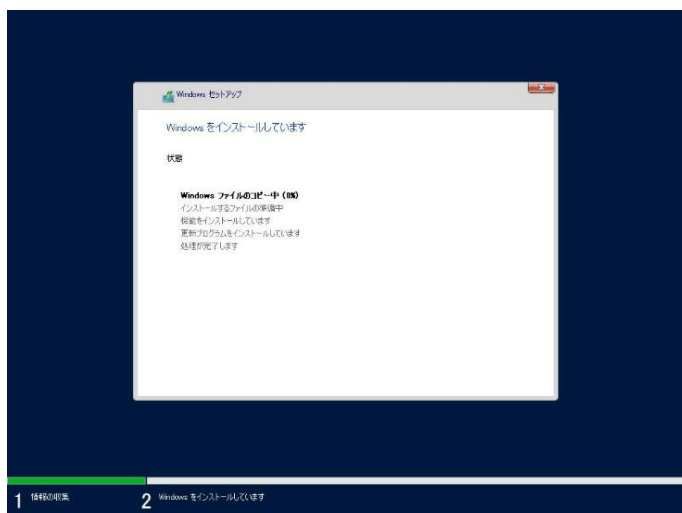 Windows セットアップ
Windows をインストールしています
状態
Windows ファイルのコピー中 (0%)
インストールするファイルの準備中
機能をインストールしています
更新プログラムをインストールしています
処理が完了します
1 情報の収集
2 Windows をインストールしています